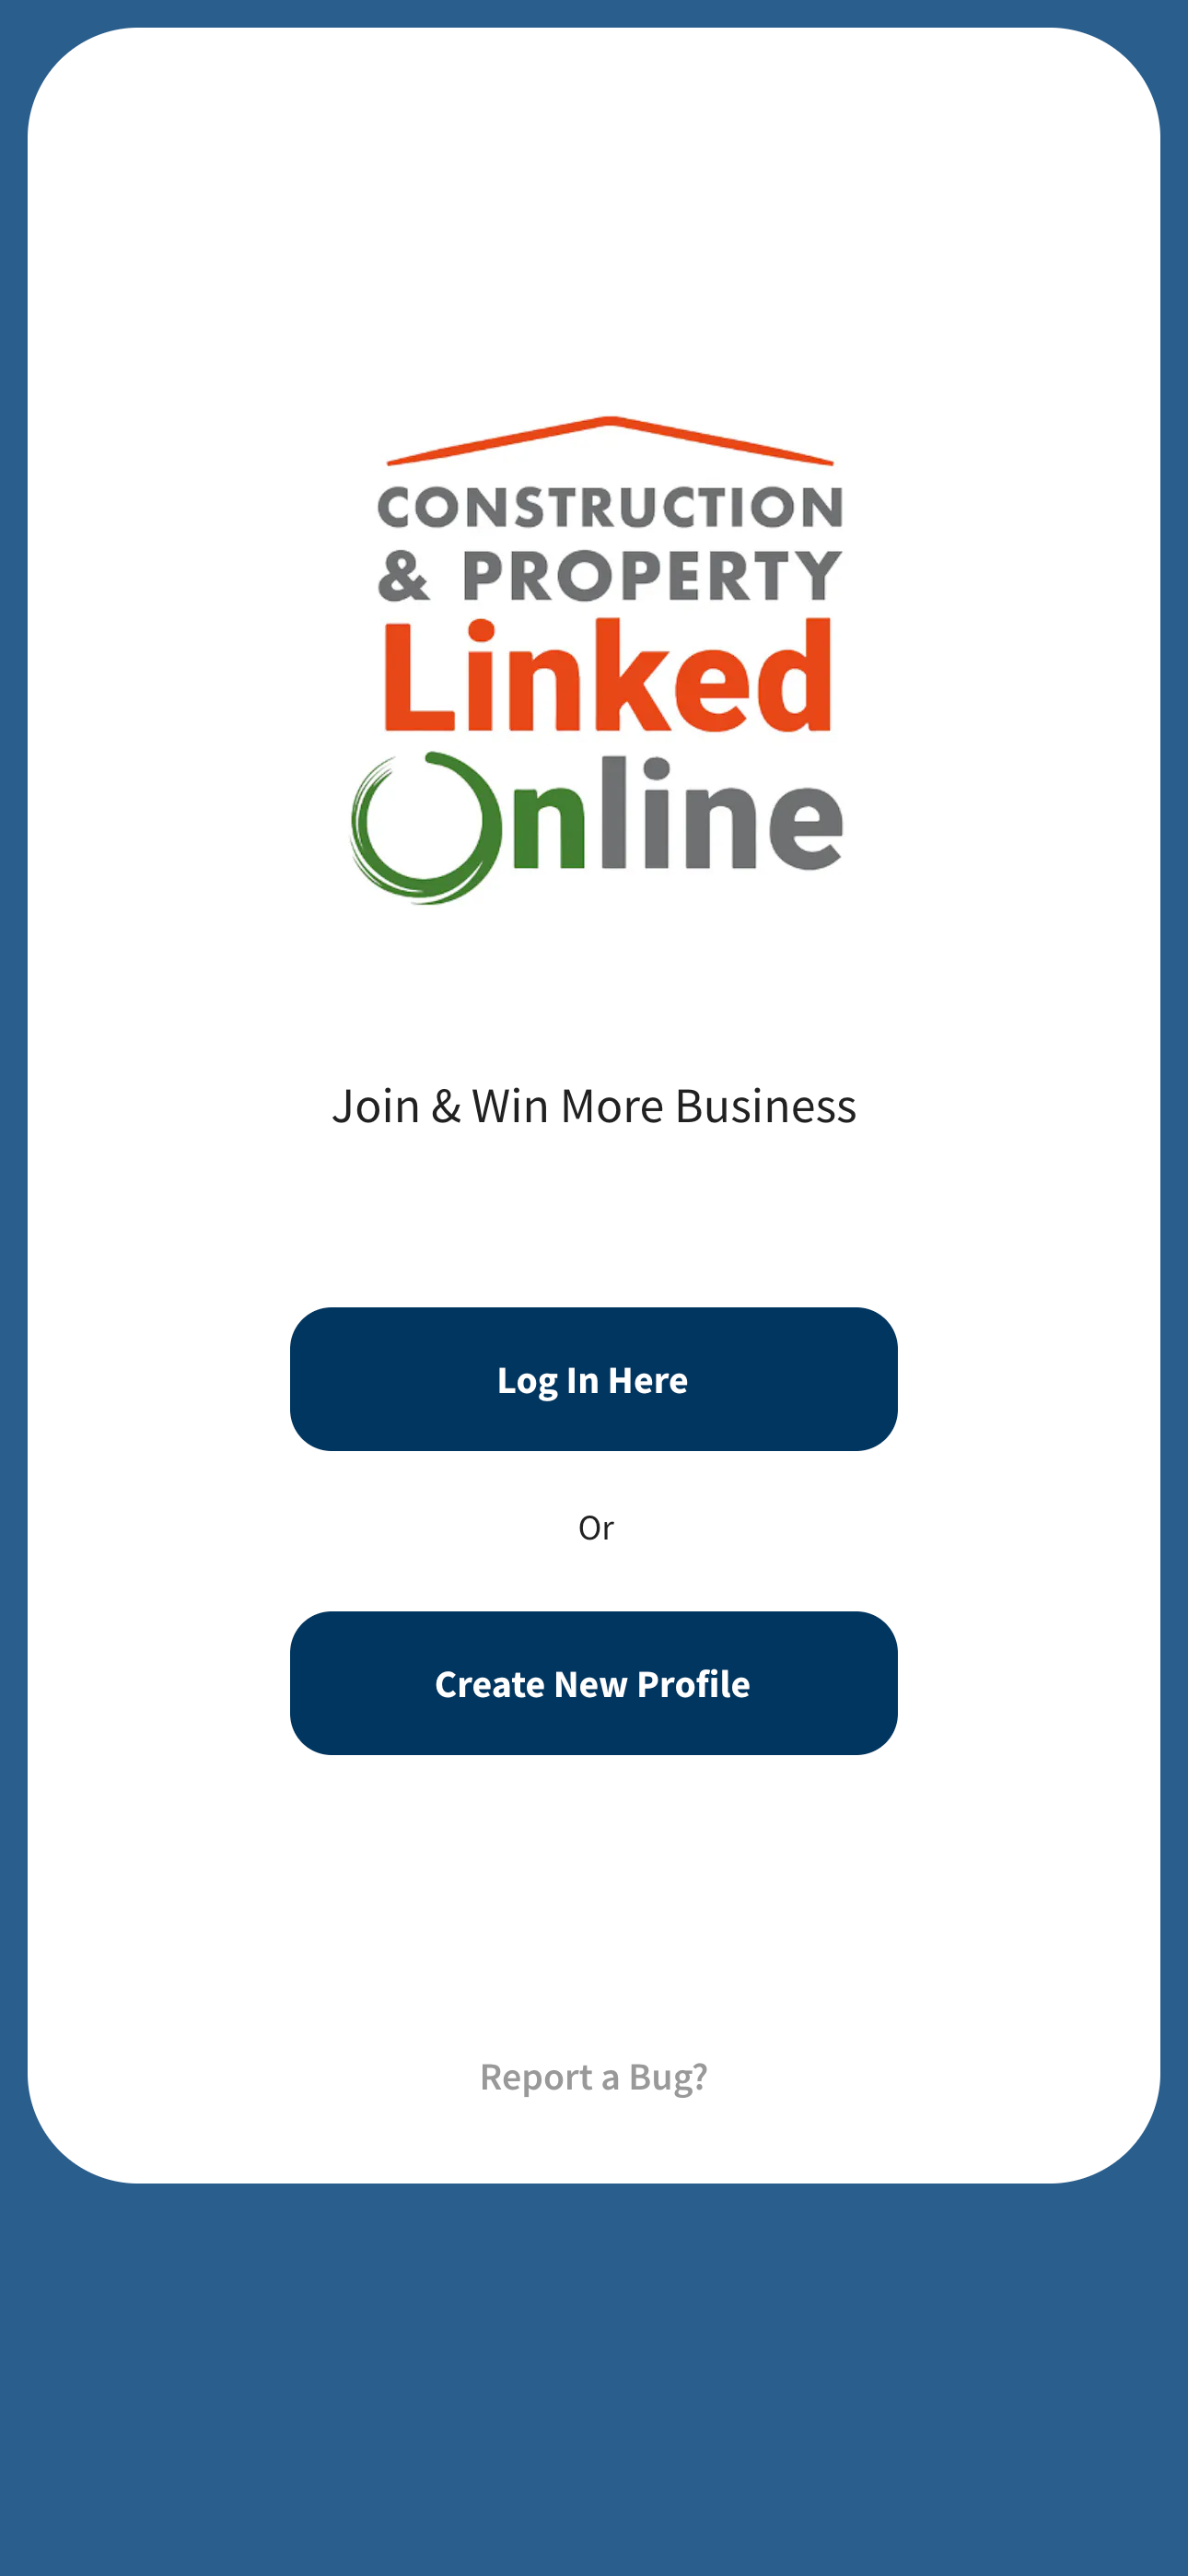 CONSTRUCTION
& PROPERTY
Linked
Online
Join & Win More Business
Log In Here
Or
Create New Profile
Report a Bug?